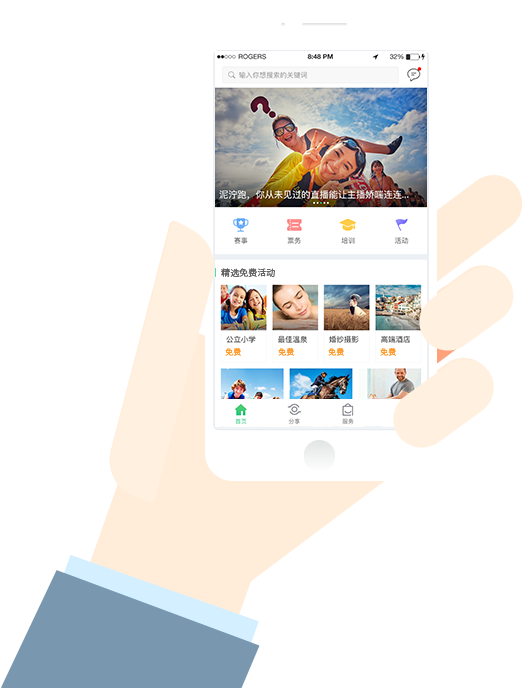 ROGERS 8:48 PM 32%
输入你想搜索的关键词
泥泞跑，你从未见过的直播能让主播娇喘连连...
赛事 票务 培训 活动
精选免费活动
公立小学 最佳温泉 婚纱摄影 高端酒店
免费 免费 免费 免费
首页 分享 服务